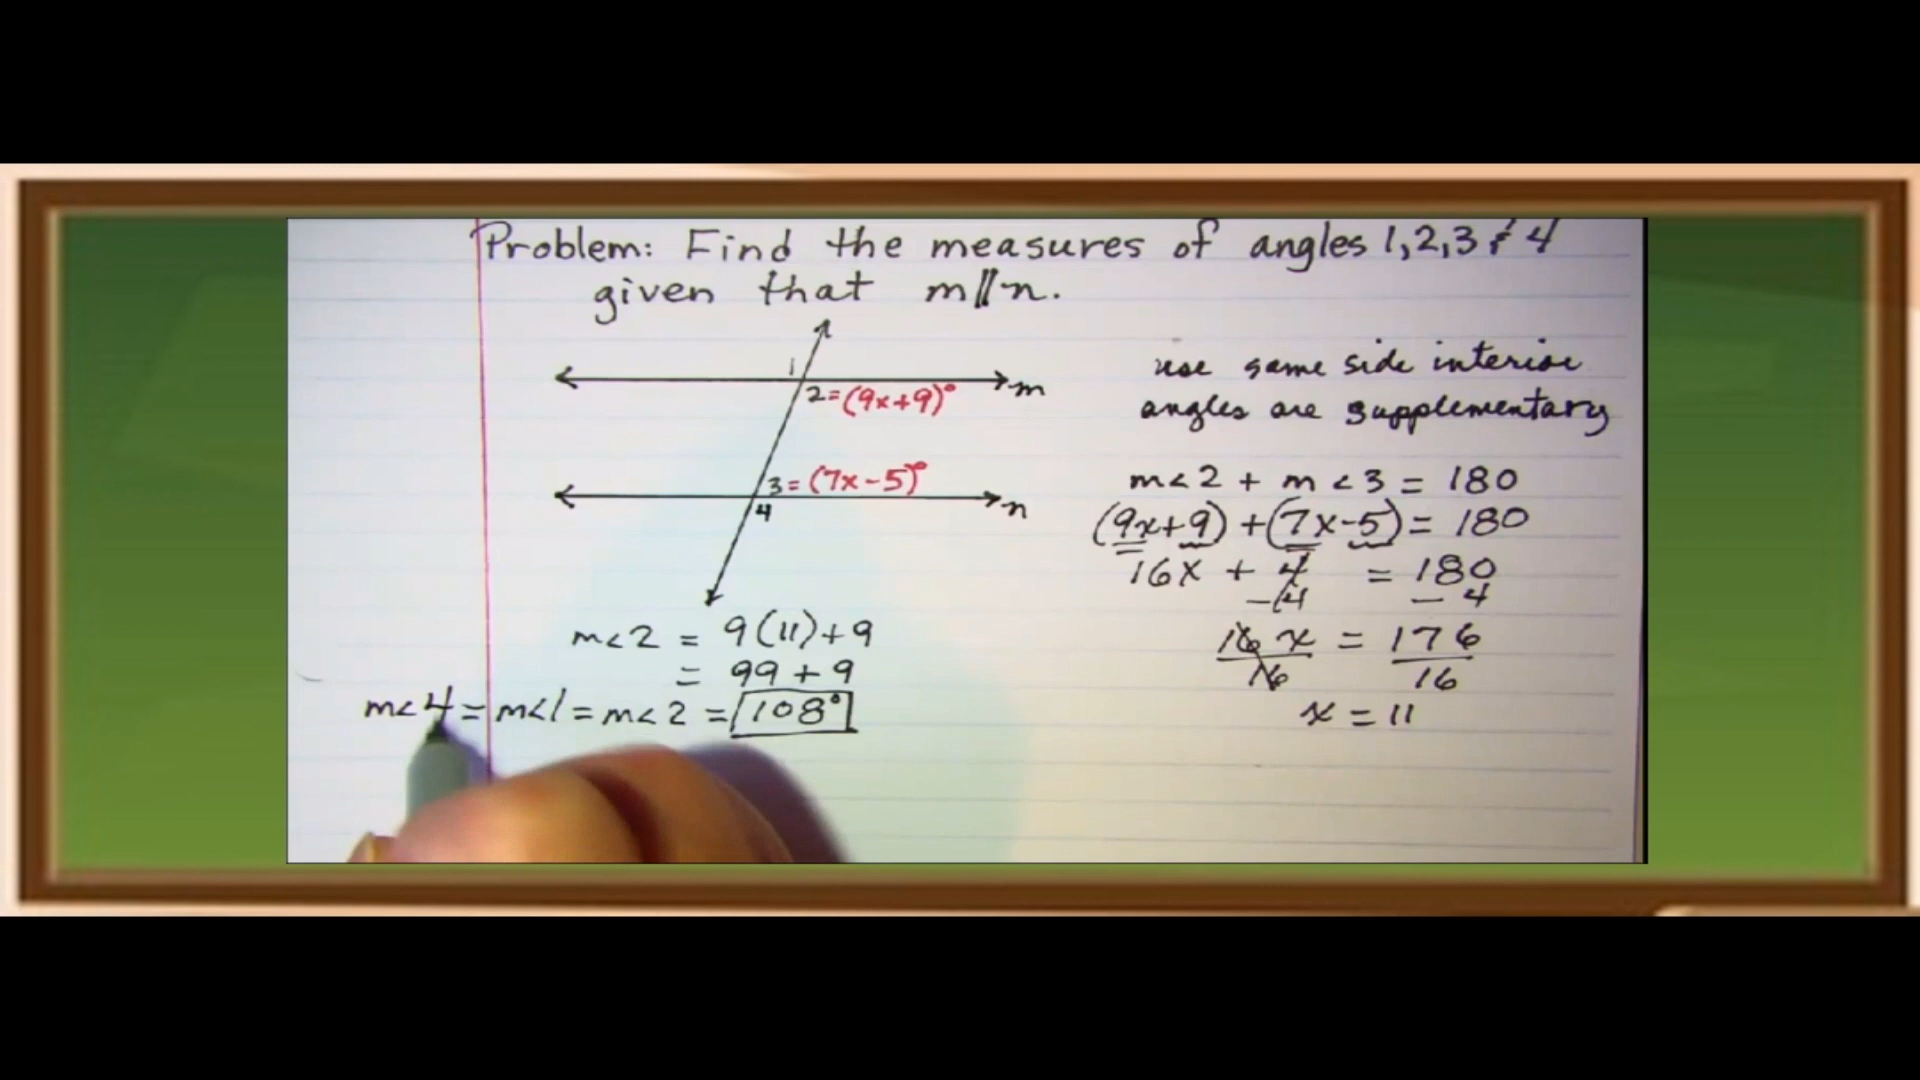 Problem: Find the measures of angles 1,2,3 & 4
given that m∥n.
1
m
2=(9x+9)°
3=(7x-5)°
n
4
use same side interior
angles are supplementary
m<2 + m<3 = 180
(9x+9) + (7x-5) = 180
16x + 4 = 180
-4 - 4
16x = 176
16 16
x = 11
m<2 = 9(11)+9
= 99 + 9
m<4 = m<1 = m<2 = 108°